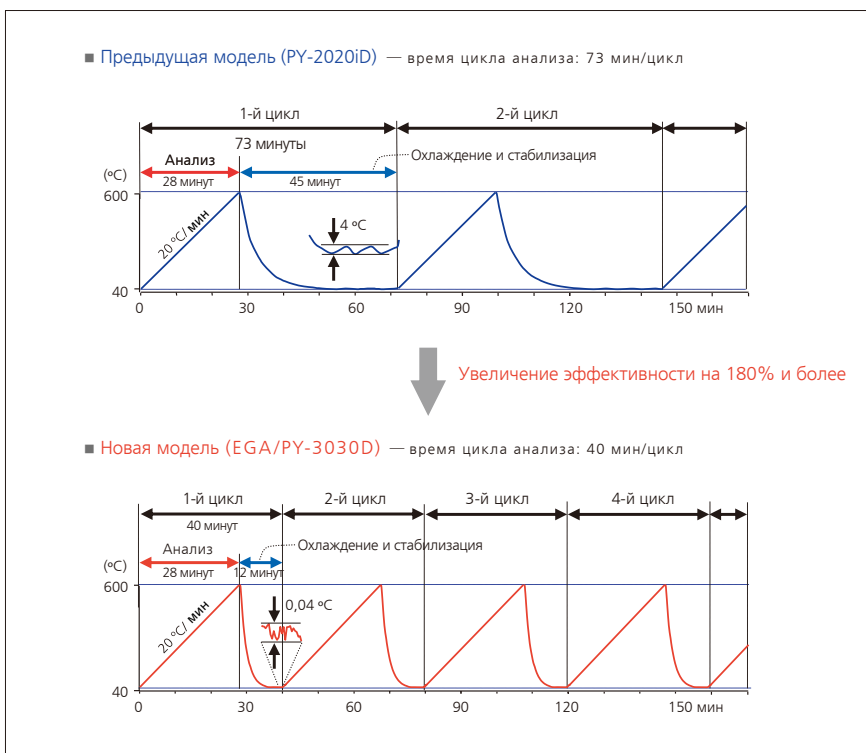 ■ Предыдущая модель (PY-2020iD) — время цикла анализа: 73 мин/цикл
1-й цикл 2-й цикл
73 минуты
Анализ Охлаждение и стабилизация
(ºC) 28 минут 45 минут
600
20 ºC/ мин
4 ºC
40
0 30 60 90 120 150 мин
Увеличение эффективности на 180% и более
■ Новая модель (EGA/PY-3030D) — время цикла анализа: 40 мин/цикл
1-й цикл 2-й цикл 3-й цикл 4-й цикл
40 минут
Анализ Охлаждение и стабилизация
(ºC) 28 минут 12 минут
600
0,04 ºC
20 ºC/ мин
40
0 30 60 90 120 150 мин